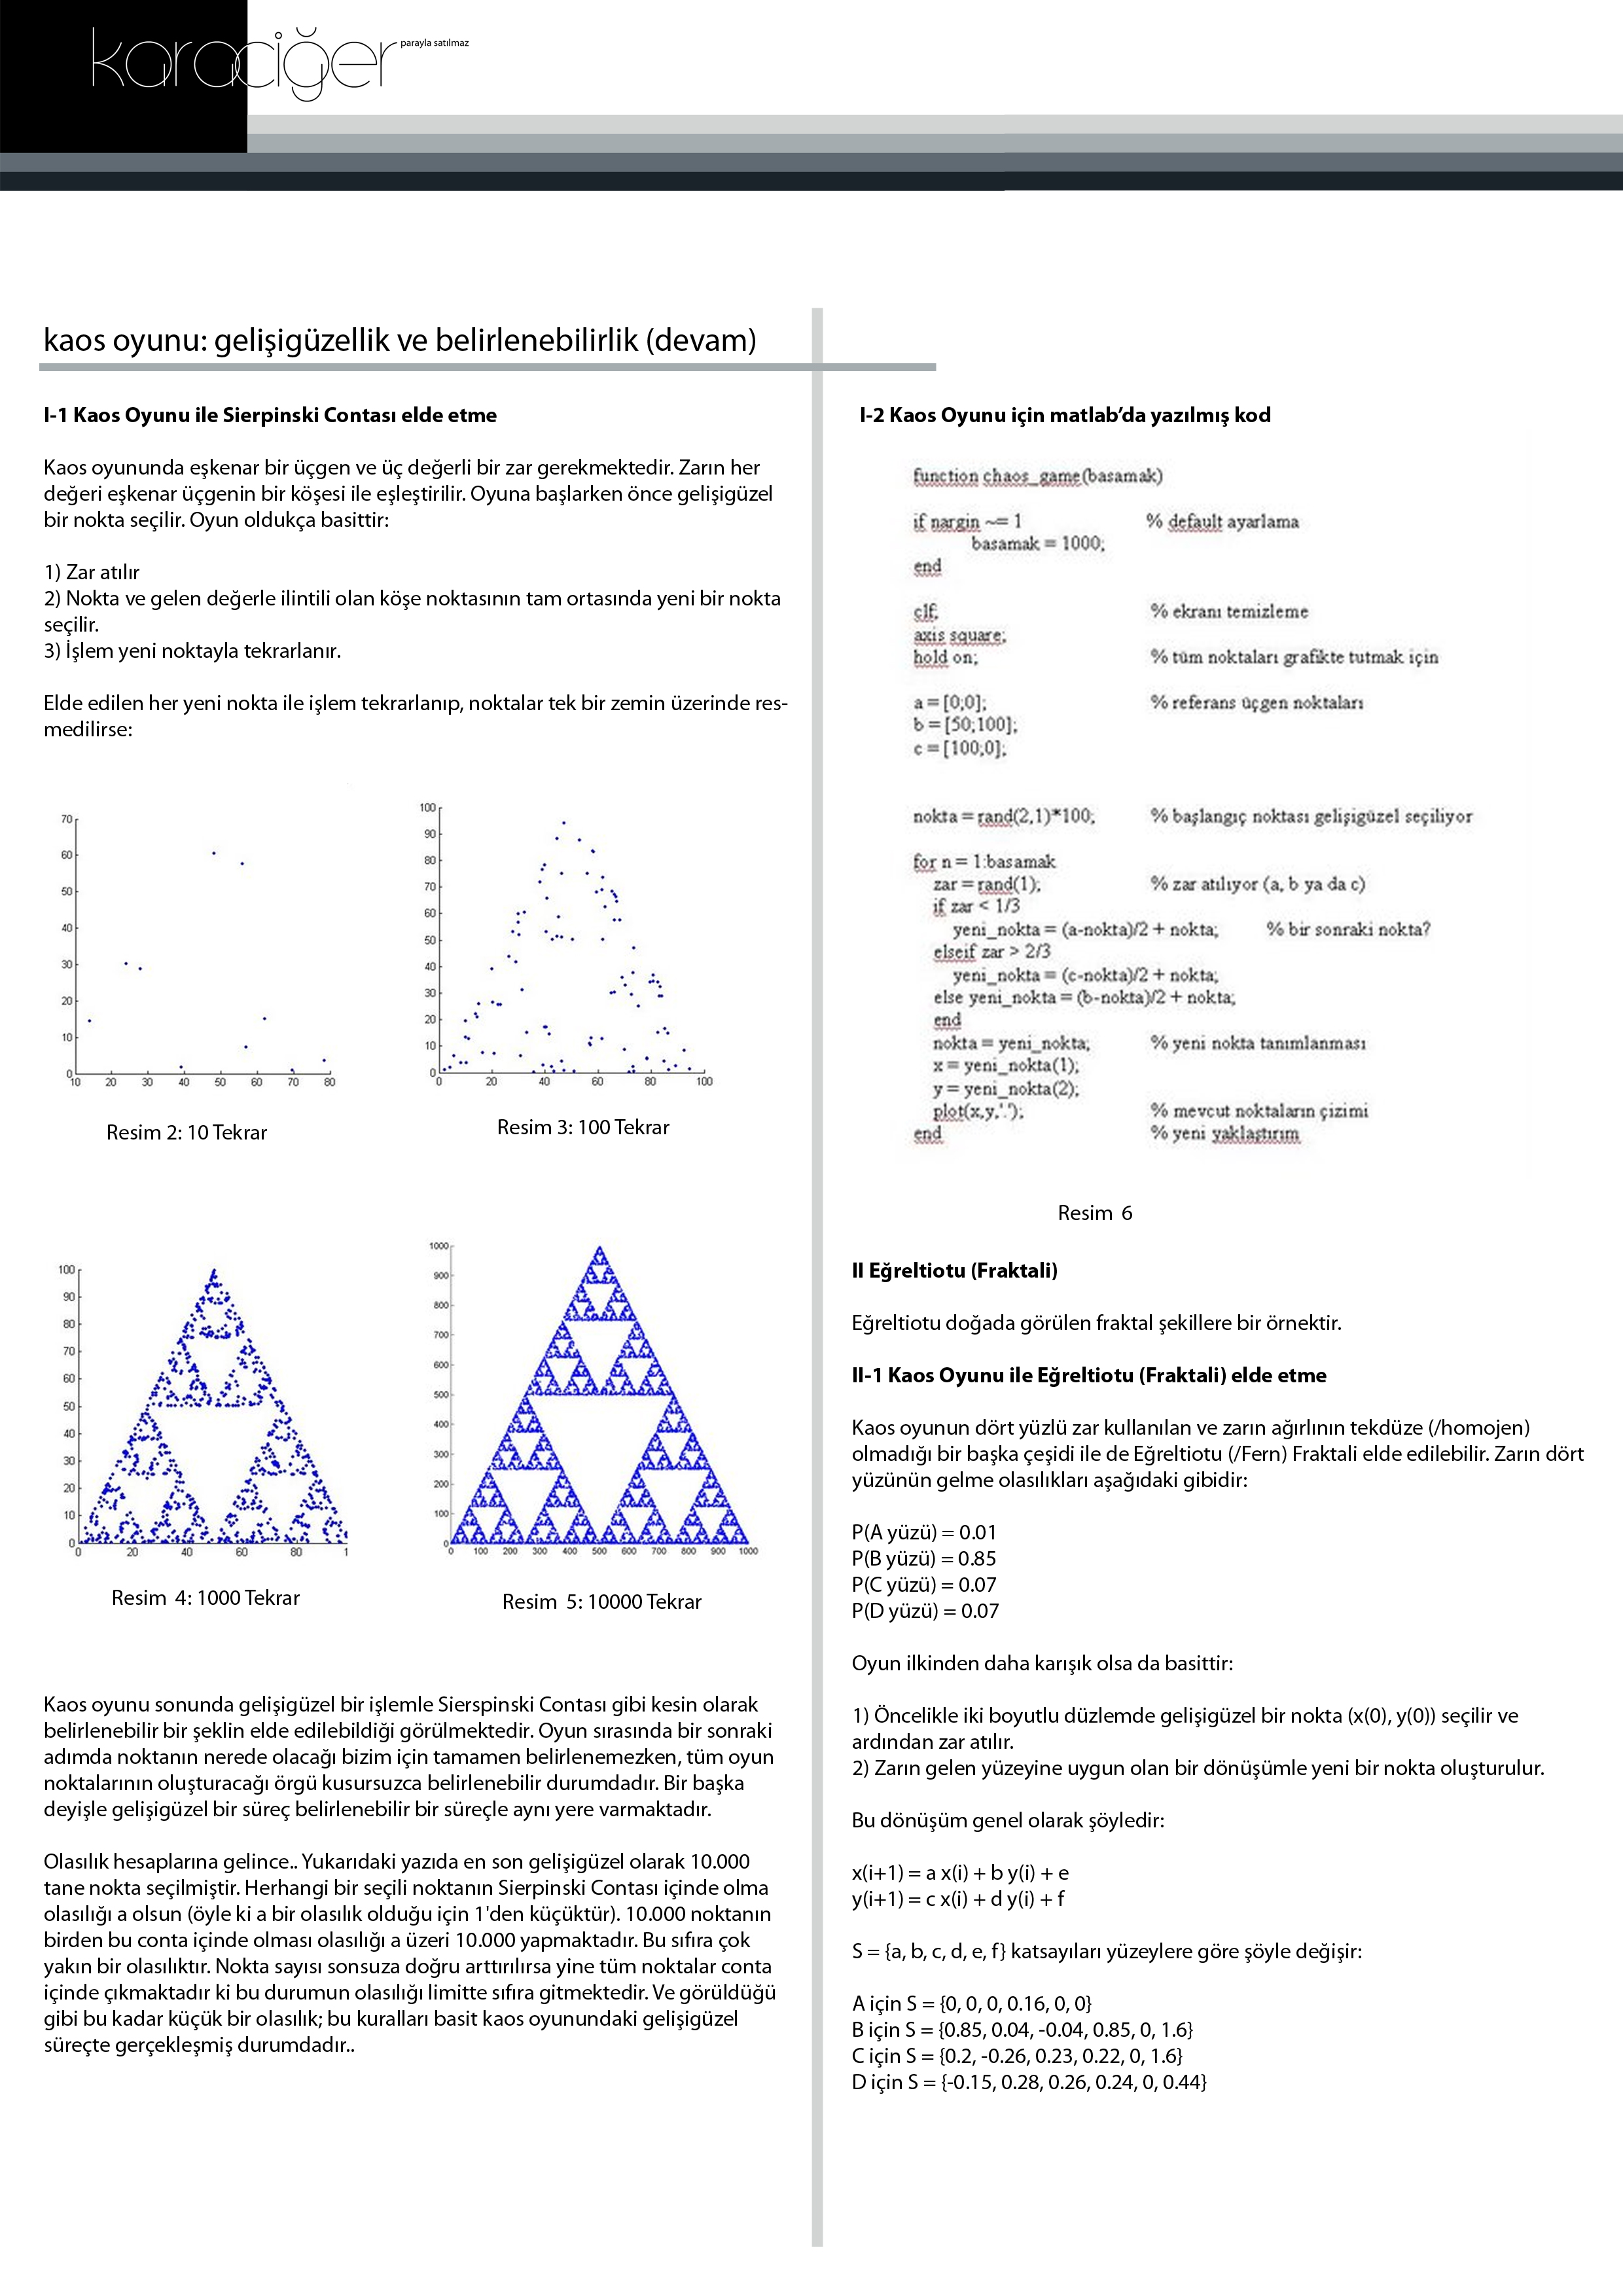 karaciğer
parayla satılmaz
kaos oyunu: gelişigüzellik ve belirlenebilirlik (devam)
I-1 Kaos Oyunu ile Sierpinski Contası elde etme
Kaos oyununda eşkenar bir üçgen ve üç değerli bir zar gerekmektedir. Zarın her
değeri eşkenar üçgenin bir köşesi ile eşleştirilir. Oyuna başlarken önce gelişigüzel
bir nokta seçilir. Oyun oldukça basittir:
1) Zar atılır
2) Nokta ve gelen değerle ilintili olan köşe noktasının tam ortasında yeni bir nokta
seçilir.
3) İşlem yeni noktayla tekrarlanır.
Elde edilen her yeni nokta ile işlem tekrarlanıp, noktalar tek bir zemin üzerinde res-
medilirse:
70
60
50
40
30
20
10
0
10 20 30 40 50 60 70 80
Resim 2: 10 Tekrar
100
90
80
70
60
50
40
30
20
10
0
0 20 40 60 80 100
Resim 3: 100 Tekrar
100
90
80
70
60
50
40
30
20
10
0
0 20 40 60 80 1
Resim 4: 1000 Tekrar
1000
900
800
700
600
500
400
300
200
100
0
0 100 200 300 400 500 600 700 800 900 1000
Resim 5: 10000 Tekrar
Kaos oyunu sonunda gelişigüzel bir işlemle Sierspinski Contası gibi kesin olarak
belirlenebilir bir şeklin elde edilebildiği görülmektedir. Oyun sırasında bir sonraki
adımda noktanın nerede olacağı bizim için tamamen belirlenemezken, tüm oyun
noktalarının oluşturacağı örgü kusursuzca belirlenebilir durumdadır. Bir başka
deyişle gelişigüzel bir süreç belirlenebilir bir süreçle aynı yere varmaktadır.
Olasılık hesaplarına gelince.. Yukarıdaki yazıda en son gelişigüzel olarak 10.000
tane nokta seçilmiştir. Herhangi bir seçili noktanın Sierpinski Contası içinde olma
olasılığı a olsun (öyle ki a bir olasılık olduğu için 1'den küçüktür). 10.000 noktanın
birden bu conta içinde olması olasılığı a üzeri 10.000 yapmaktadır. Bu sıfıra çok
yakın bir olasılıktır. Nokta sayısı sonsuza doğru arttırılırsa yine tüm noktalar conta
içinde çıkmaktadır ki bu durumun olasılığı limitte sıfıra gitmektedir. Ve görüldüğü
gibi bu kadar küçük bir olasılık; bu kuralları basit kaos oyunundaki gelişigüzel
süreçte gerçekleşmiş durumdadır..
I-2 Kaos Oyunu için matlab’da yazılmış kod
function chaos_game(basamak)
if nargin ~= 1 % default ayarlama
basamak = 1000;
end
clf; % ekranı temizleme
axis square;
hold on; % tüm noktaları grafikte tutmak için
a = [0;0]; % referans üçgen noktaları
b = [50;100];
c = [100;0];
nokta = rand(2,1)*100; % başlangıç noktası gelişigüzel seçiliyor
for n = 1:basamak
zar = rand(1); % zar atılıyor (a, b ya da c)
if zar < 1/3
yeni_nokta = (a-nokta)/2 + nokta; % bir sonraki nokta?
elseif zar > 2/3
yeni_nokta = (c-nokta)/2 + nokta;
else yeni_nokta = (b-nokta)/2 + nokta;
end
nokta = yeni_nokta; % yeni nokta tanımlanması
x = yeni_nokta(1);
y = yeni_nokta(2);
plot(x,y,'.'); % mevcut noktaların çizimi
end % yeni yaklaştırım
Resim 6
II Eğreltiotu (Fraktali)
Eğreltiotu doğada görülen fraktal şekillere bir örnektir.
II-1 Kaos Oyunu ile Eğreltiotu (Fraktali) elde etme
Kaos oyunun dört yüzlü zar kullanılan ve zarın ağırlının tekdüze (/homojen)
olmadığı bir başka çeşidi ile de Eğreltiotu (/Fern) Fraktali elde edilebilir. Zarın dört
yüzünün gelme olasılıkları aşağıdaki gibidir:
P(A yüzü) = 0.01
P(B yüzü) = 0.85
P(C yüzü) = 0.07
P(D yüzü) = 0.07
Oyun ilkinden daha karışık olsa da basittir:
1) Öncelikle iki boyutlu düzlemde gelişigüzel bir nokta (x(0), y(0)) seçilir ve
ardından zar atılır.
2) Zarın gelen yüzeyine uygun olan bir dönüşümle yeni bir nokta oluşturulur.
Bu dönüşüm genel olarak şöyledir:
x(i+1) = a x(i) + b y(i) + e
y(i+1) = c x(i) + d y(i) + f
S = {a, b, c, d, e, f} katsayıları yüzeylere göre şöyle değişir:
A için S = {0, 0, 0, 0.16, 0, 0}
B için S = {0.85, 0.04, -0.04, 0.85, 0, 1.6}
C için S = {0.2, -0.26, 0.23, 0.22, 0, 1.6}
D için S = {-0.15, 0.28, 0.26, 0.24, 0, 0.44}